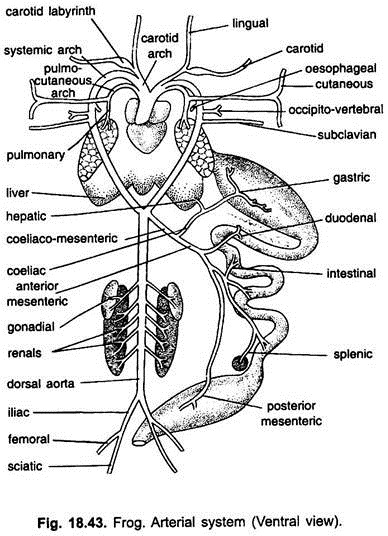 carotid labyrinth
lingual
carotid
arch
systemic arch
carotid
pulmo-
cutaneous
arch
oesophageal
cutaneous
occipito-vertebral
subclavian
pulmonary
gastric
liver
hepatic
duodenal
coeliaco-mesenteric
coeliac
intestinal
anterior
mesenteric
gonadial
renals
splenic
dorsal aorta
posterior
mesenteric
iliac
femoral
sciatic
Fig. 18.43. Frog. Arterial system (Ventral view).